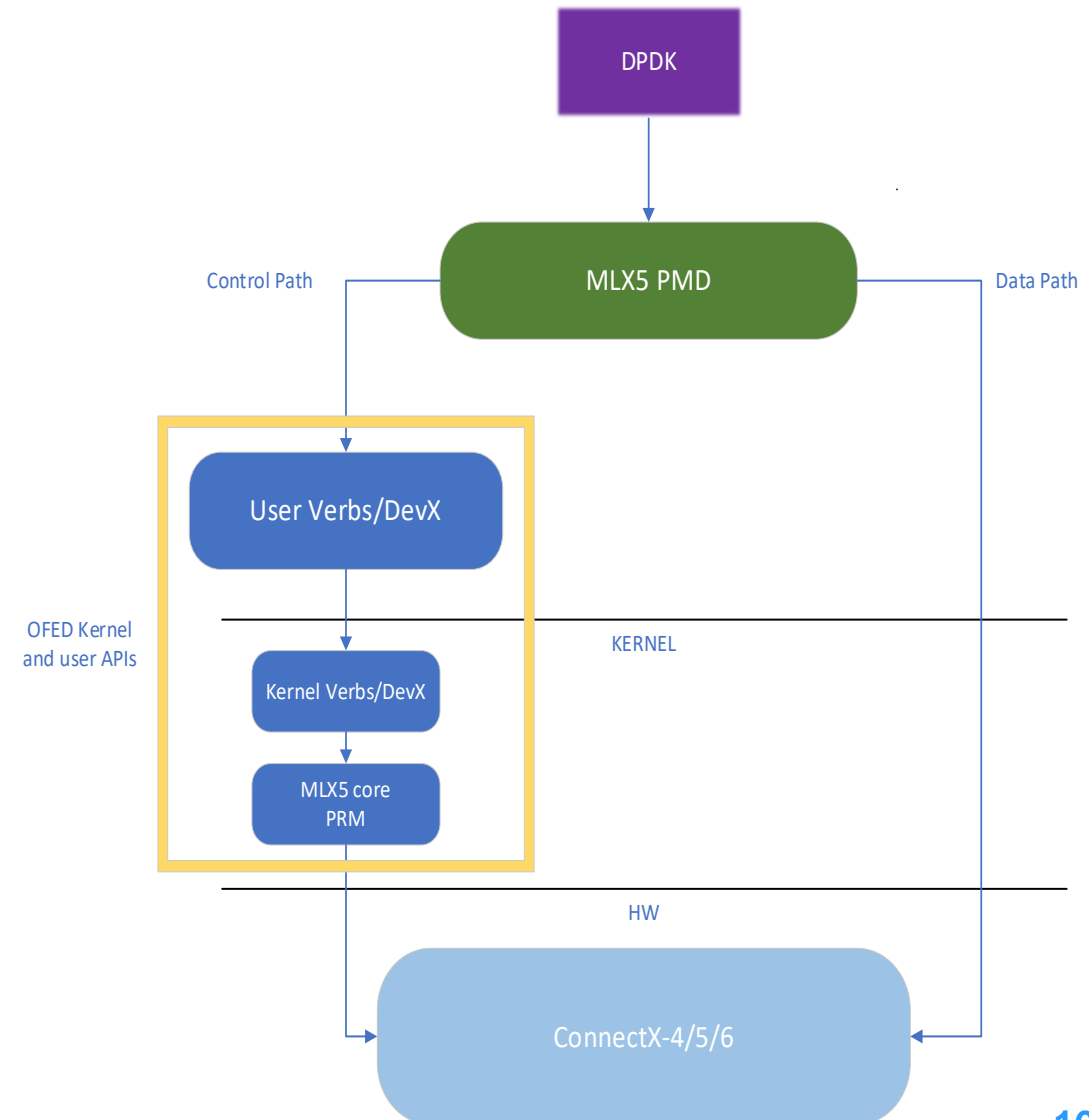 DPDK
MLX5 PMD
Control Path
Data Path
User Verbs/DevX
OFED Kernel
and user APIs
KERNEL
Kernel Verbs/DevX
MLX5 core
PRM
HW
ConnectX-4/5/6